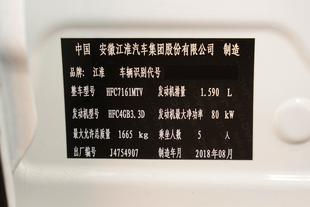 中国 安徽江淮汽车集团股份有限公司 制造
品牌: 江淮 车辆识别代号
整车型号 HFC7161MTV 发动机排量 1.590 L
发动机型号 HFC4GB3.3D 发动机最大净功率 80 kW
最大允许总质量 1665 kg 乘坐人数 5 人
出厂编号 J4754907 制造年月 2018年08月